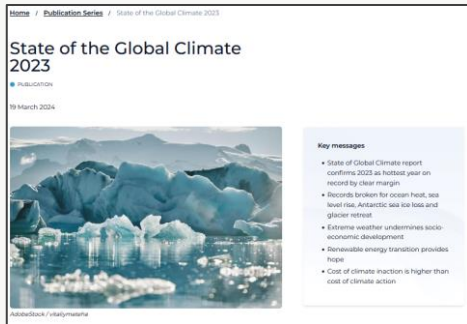 Home / Publication Series / State of the Global Climate 2023
State of the Global Climate
2023
PUBLICATION
19 March 2024
Key messages
• State of Global Climate report
confirms 2023 as hottest year on
record by clear margin
• Records broken for ocean heat, sea
level rise, Antarctic sea ice loss and
glacier retreat
• Extreme weather undermines socio-
economic development
• Renewable energy transition provides
hope
• Cost of climate inaction is higher than
cost of climate action
AdobeStock /